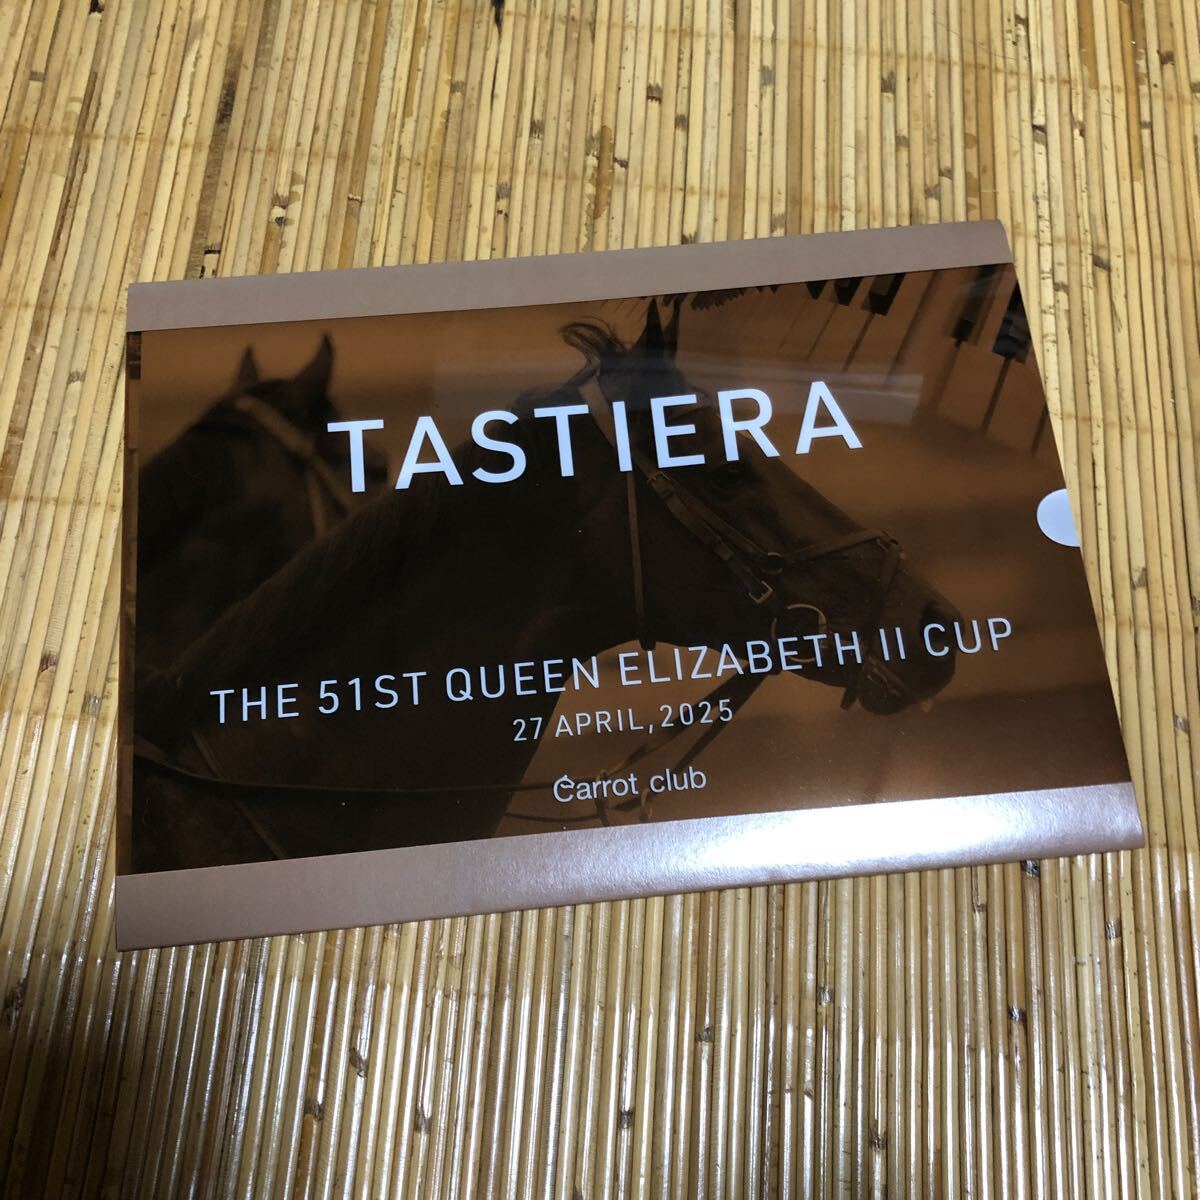 TASTIERA
THE 51ST QUEEN ELIZABETH II CUP
27 APRIL,2025
Carrot club